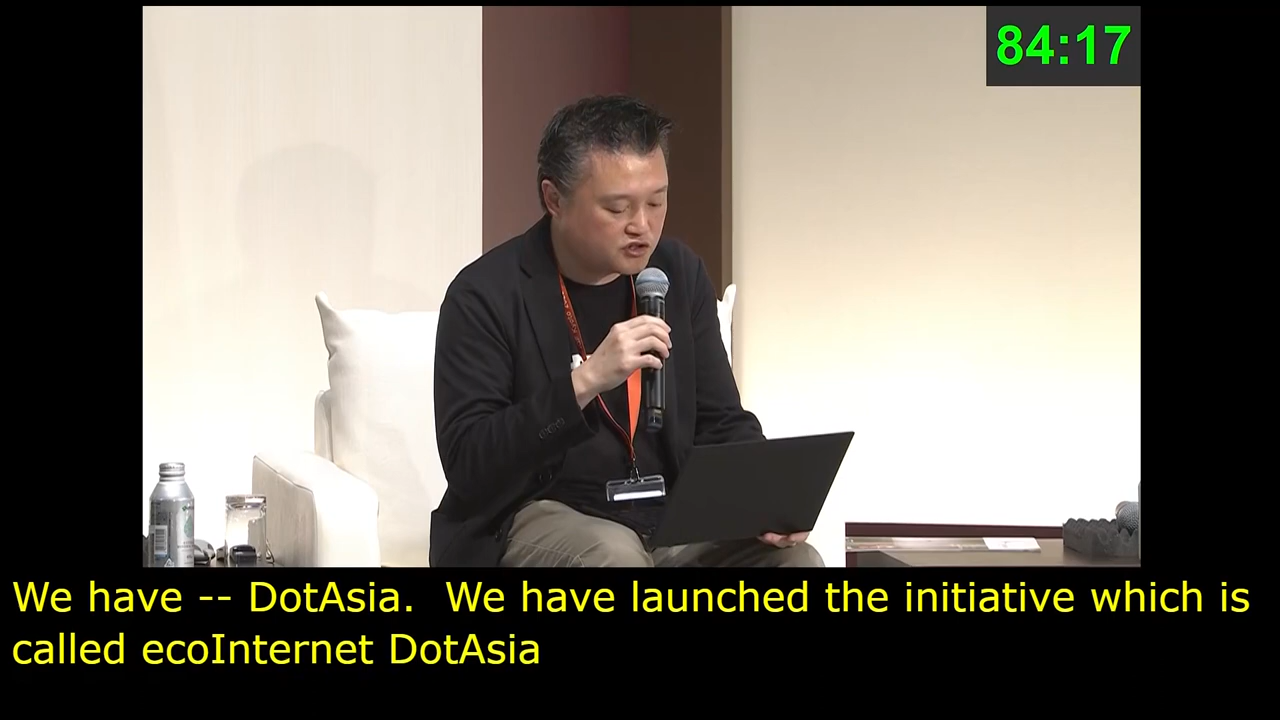 84:17
We have -- DotAsia.  We have launched the initiative which is
called ecoInternet DotAsia